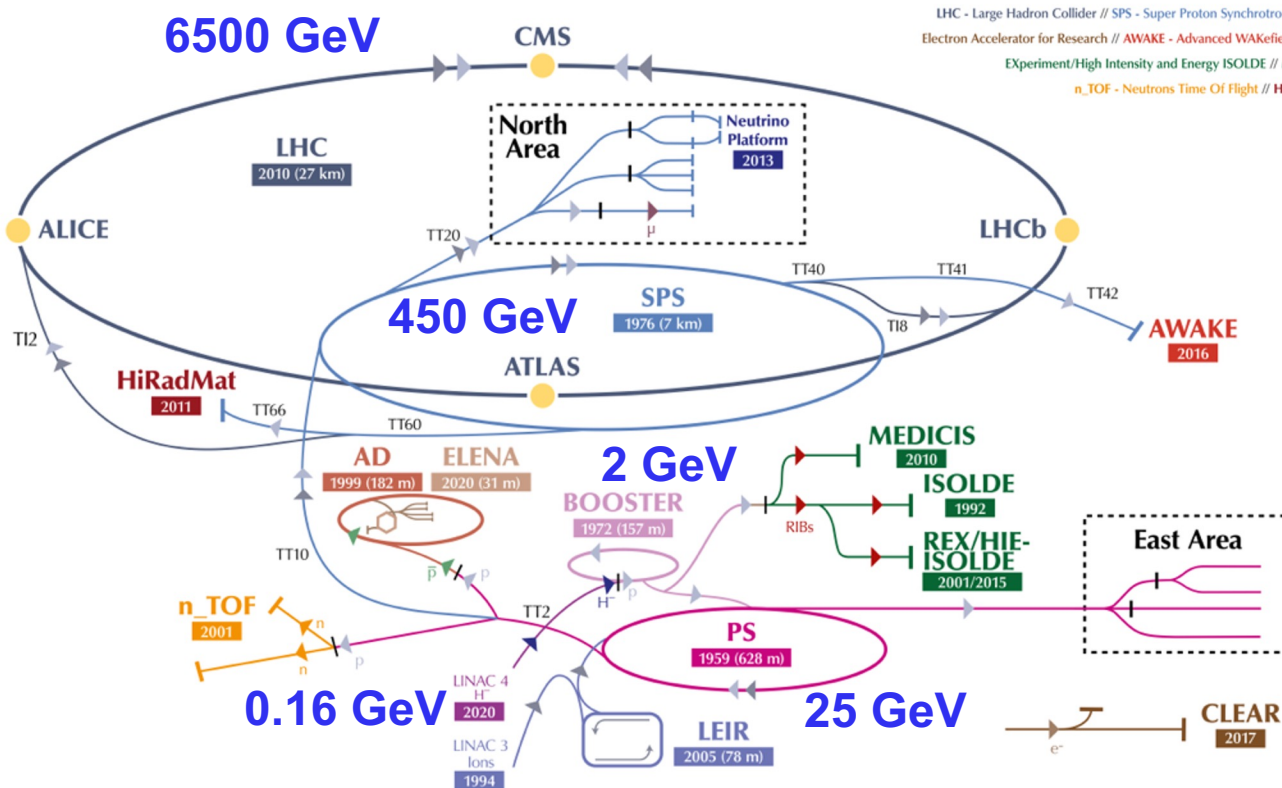 LHC - Large Hadron Collider // SPS - Super Proton Synchrotro
Electron Accelerator for Research // AWAKE - Advanced WAKefie
EXperiment/High Intensity and Energy ISOLDE //
n_TOF - Neutrons Time Of Flight // H
6500 GeV
CMS
North
Area
Neutrino
Platform
2013
LHC
2010 (27 km)
μ
ALICE
LHCb
TT20
TT40
TT41
TT42
SPS
1976 (7 km)
450 GeV
TI8
TI2
AWAKE
2016
ATLAS
HiRadMat
2011
TT66
TT60
MEDICIS
2010
2 GeV
AD
1999 (182 m)
ELENA
2020 (31 m)
ISOLDE
1992
BOOSTER
1972 (157 m)
RIBs
REX/HIE-
ISOLDE
2001/2015
East Area
TT10
p̄
p
H⁻
p
TT2
n_TOF
2001
n
n
p
PS
1959 (628 m)
LINAC 4
H⁻
2020
0.16 GeV
25 GeV
LINAC 3
Ions
1994
LEIR
2005 (78 m)
e⁻
CLEAR
2017